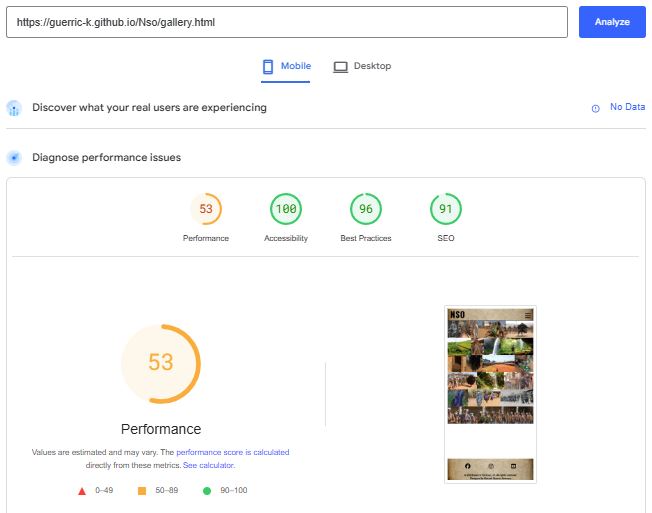 https://guerric-k.github.io/Nso/gallery.html
Analyze
Mobile
Desktop
Discover what your real users are experiencing
No Data
Diagnose performance issues
53
100
96
91
Performance
Accessibility
Best Practices
SEO
53
Performance
Values are estimated and may vary. The performance score is calculated
directly from these metrics. See calculator.
0–49
50–89
90–100
NSO